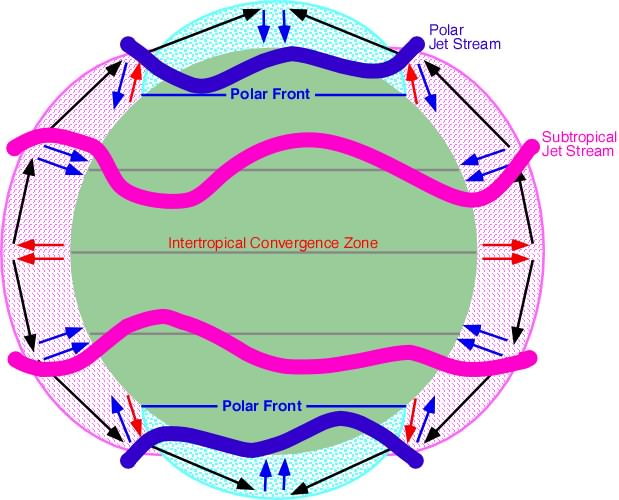 Polar
Jet Stream
Polar Front
Subtropical
Jet Stream
Intertropical Convergence Zone
Polar Front